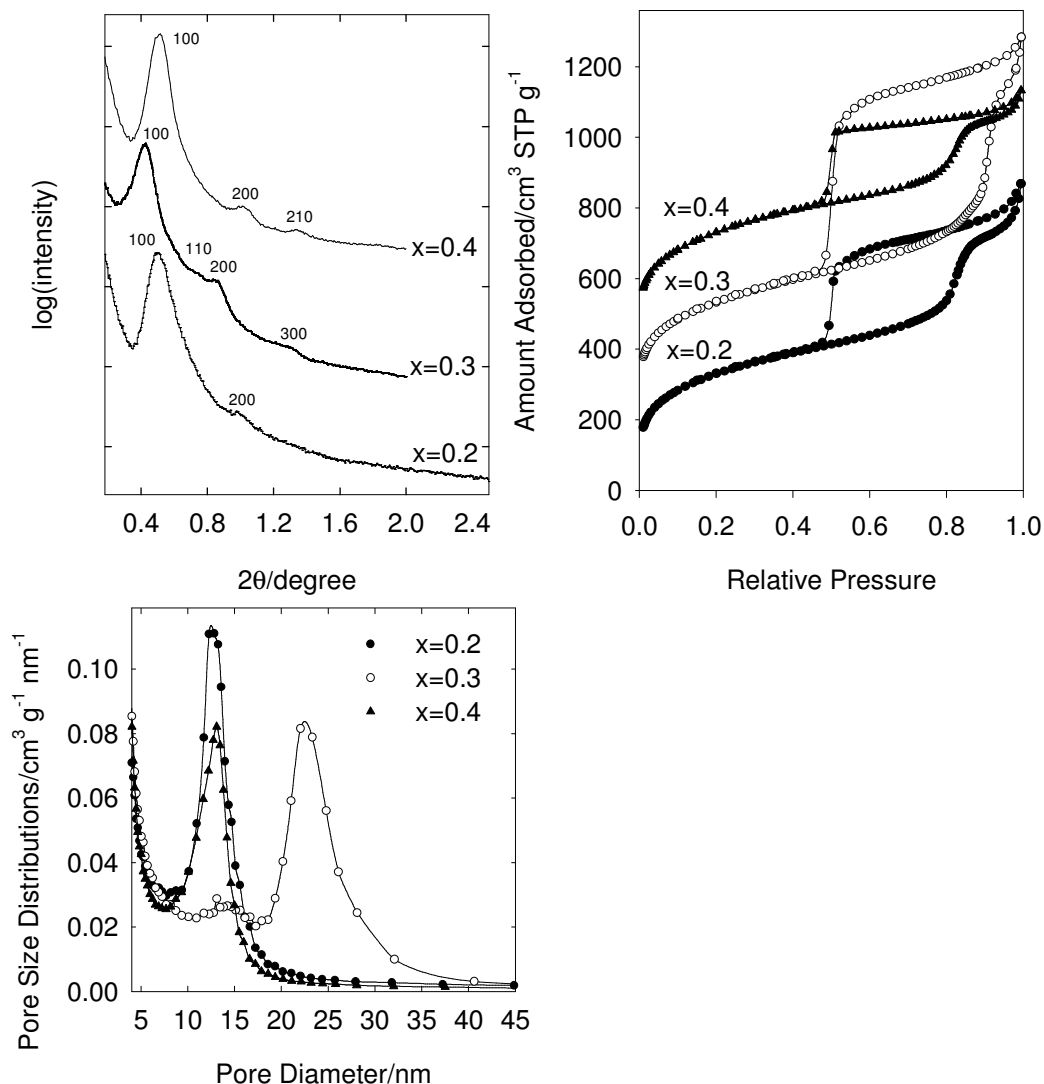 log(intensity)
100
200
210
x=0.4
100
110
200
300
x=0.3
100
200
x=0.2
0.4 0.8 1.2 1.6 2.0 2.4
2θ/degree
Amount Adsorbed/cm³ STP g⁻¹
1200
1000
800
600
400
200
0
x=0.4
x=0.3
x=0.2
0.0 0.2 0.4 0.6 0.8 1.0
Relative Pressure
Pore Size Distributions/cm³ g⁻¹ nm⁻¹
0.10
0.08
0.06
0.04
0.02
0.00
x=0.2
x=0.3
x=0.4
5 10 15 20 25 30 35 40 45
Pore Diameter/nm